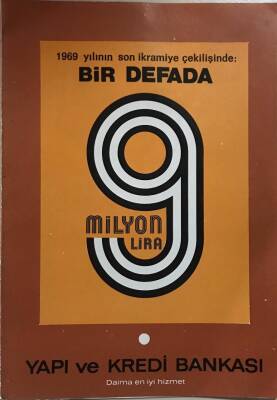 1969 yılının son ikramiye çekilişinde:
BİR DEFADA
9
MİLYON
LİRA
YAPI ve KREDİ BANKASI
Daima en iyi hizmet